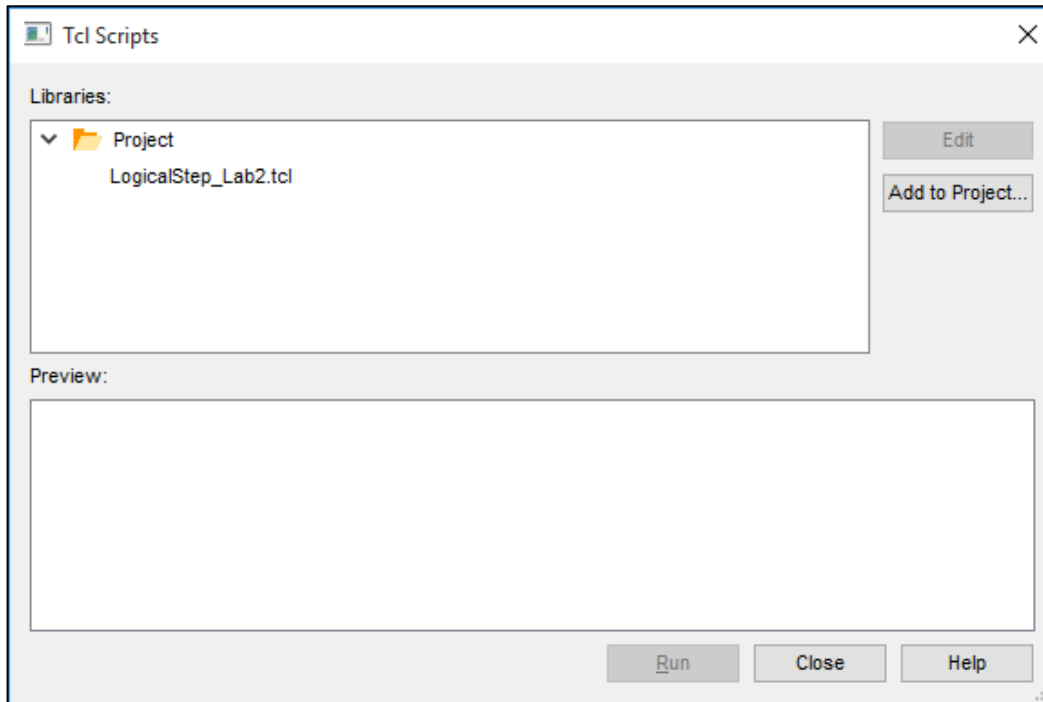 Tcl Scripts
Libraries:
Project
Edit
LogicalStep_Lab2.tcl
Add to Project...
Preview:
Run Close Help